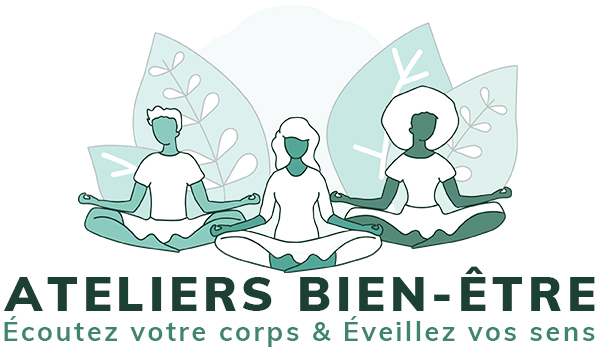 ATELIERS BIEN-ÊTRE
Écoutez votre corps & Éveillez vos sens